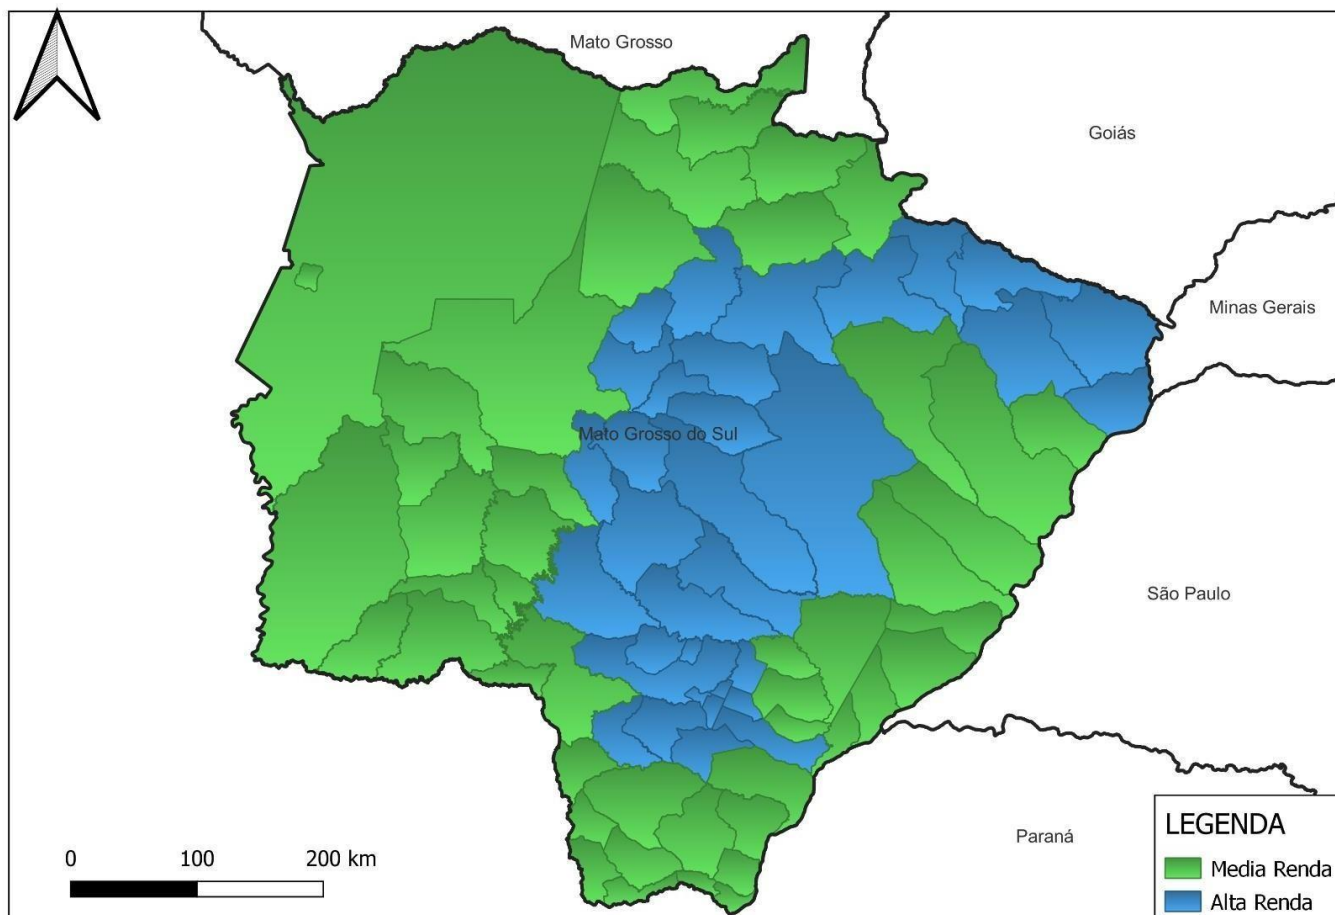 Mato Grosso
Goiás
Minas Gerais
Mato Grosso do Sul
São Paulo
Paraná
LEGENDA
Media Renda
Alta Renda
0 100 200 km